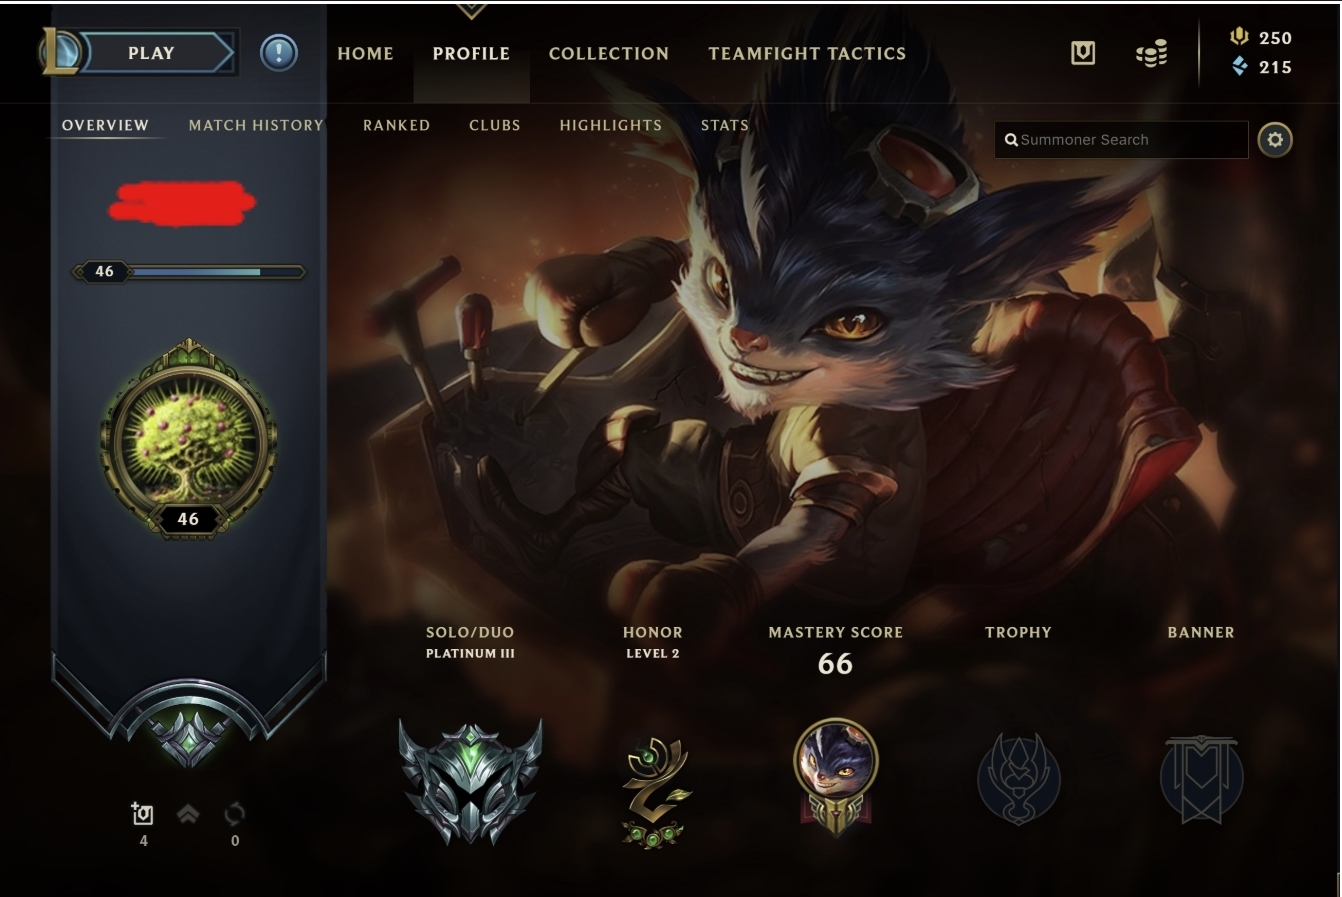 PLAY
HOME
PROFILE
COLLECTION
TEAMFIGHT TACTICS
250
215
OVERVIEW
MATCH HISTORY
RANKED
CLUBS
HIGHLIGHTS
STATS
Summoner Search
46
46
SOLO/DUO
PLATINUM III
HONOR
LEVEL 2
MASTERY SCORE
66
TROPHY
BANNER
4
0